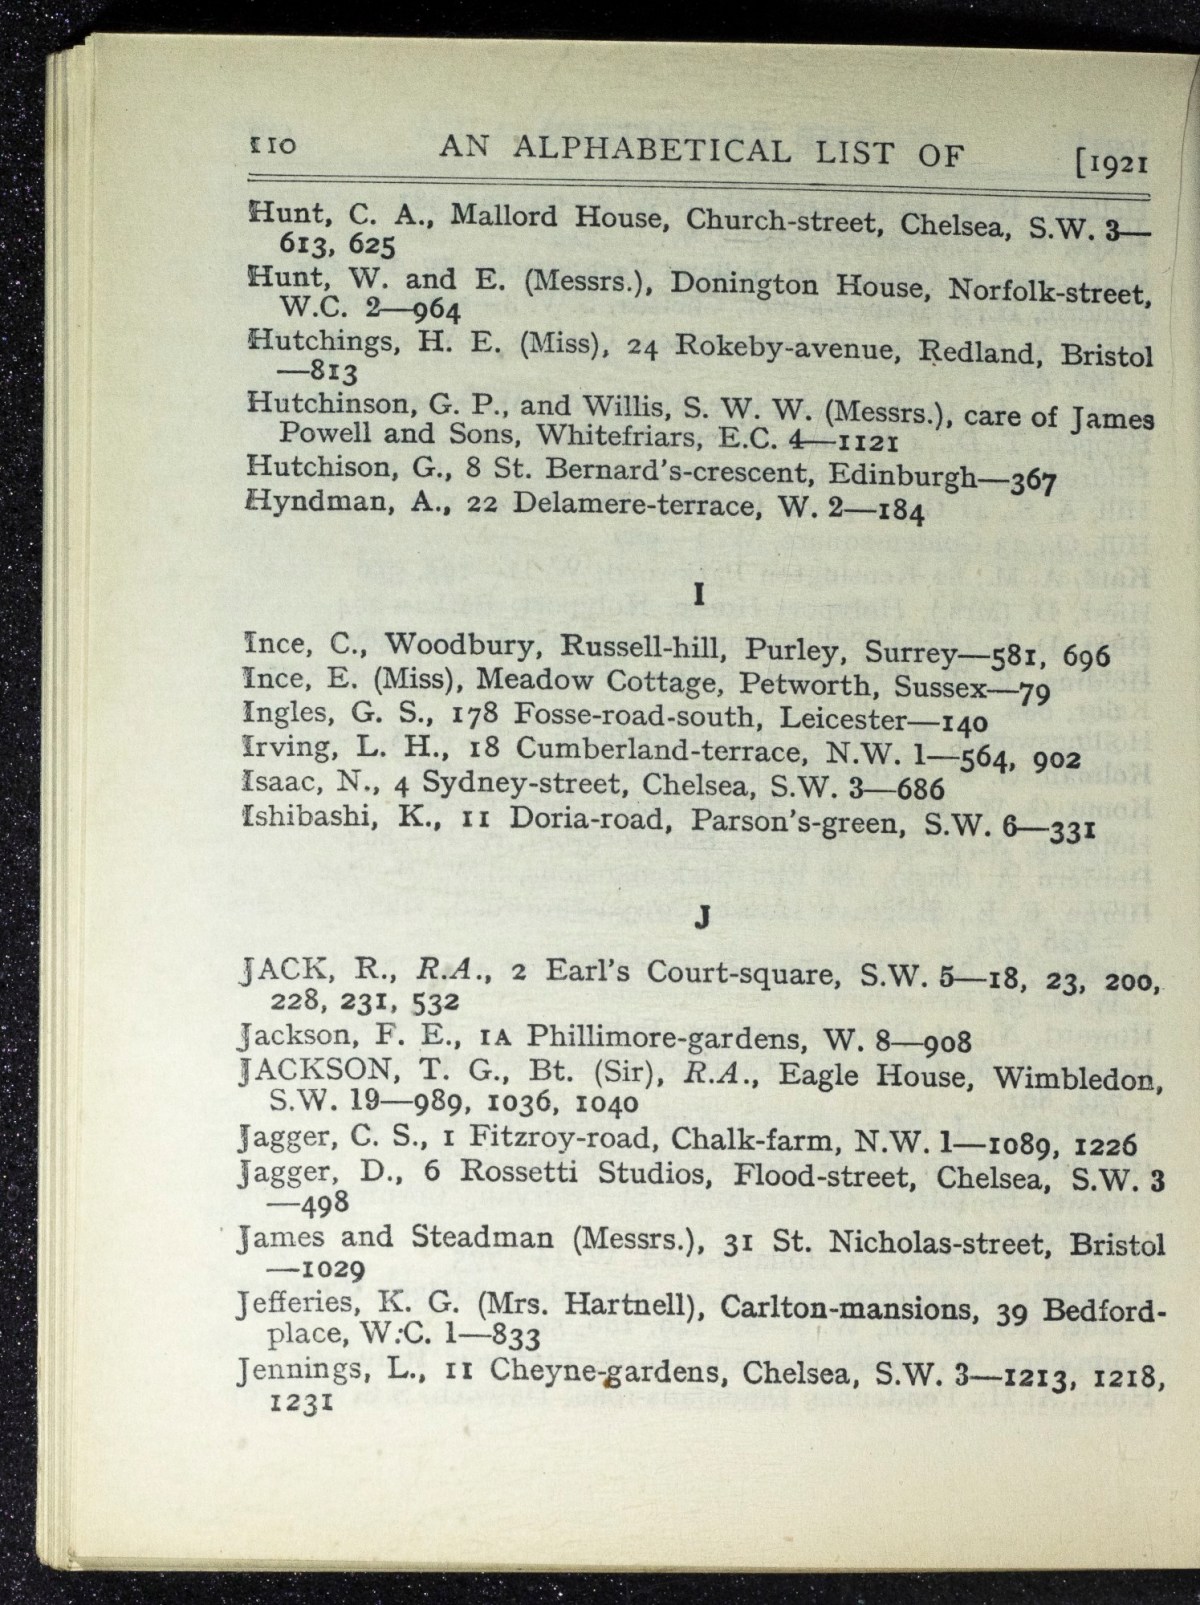 110 AN ALPHABETICAL LIST OF [1921
Hunt, C. A., Mallord House, Church-street, Chelsea, S.W. 3—
613, 625
Hunt, W. and E. (Messrs.), Donington House, Norfolk-street,
W.C. 2—964
Hutchings, H. E. (Miss), 24 Rokeby-avenue, Redland, Bristol
—813
Hutchinson, G. P., and Willis, S. W. W. (Messrs.), care of James
Powell and Sons, Whitefriars, E.C. 4—1121
Hutchison, G., 8 St. Bernard's-crescent, Edinburgh—367
Hyndman, A., 22 Delamere-terrace, W. 2—184
I
Ince, C., Woodbury, Russell-hill, Purley, Surrey—581, 696
Ince, E. (Miss), Meadow Cottage, Petworth, Sussex—79
Ingles, G. S., 178 Fosse-road-south, Leicester—140
Irving, L. H., 18 Cumberland-terrace, N.W. 1—564, 902
Isaac, N., 4 Sydney-street, Chelsea, S.W. 3—686
Ishibashi, K., 11 Doria-road, Parson's-green, S.W. 6—331
J
JACK, R., R.A., 2 Earl's Court-square, S.W. 5—18, 23, 200,
228, 231, 532
Jackson, F. E., 1A Phillimore-gardens, W. 8—908
JACKSON, T. G., Bt. (Sir), R.A., Eagle House, Wimbledon,
S.W. 19—989, 1036, 1040
Jagger, C. S., 1 Fitzroy-road, Chalk-farm, N.W. 1—1089, 1226
Jagger, D., 6 Rossetti Studios, Flood-street, Chelsea, S.W. 3
—498
James and Steadman (Messrs.), 31 St. Nicholas-street, Bristol
—1029
Jefferies, K. G. (Mrs. Hartnell), Carlton-mansions, 39 Bedford-
place, W.C. 1—833
Jennings, L., 11 Cheyne-gardens, Chelsea, S.W. 3—1213, 1218,
1231